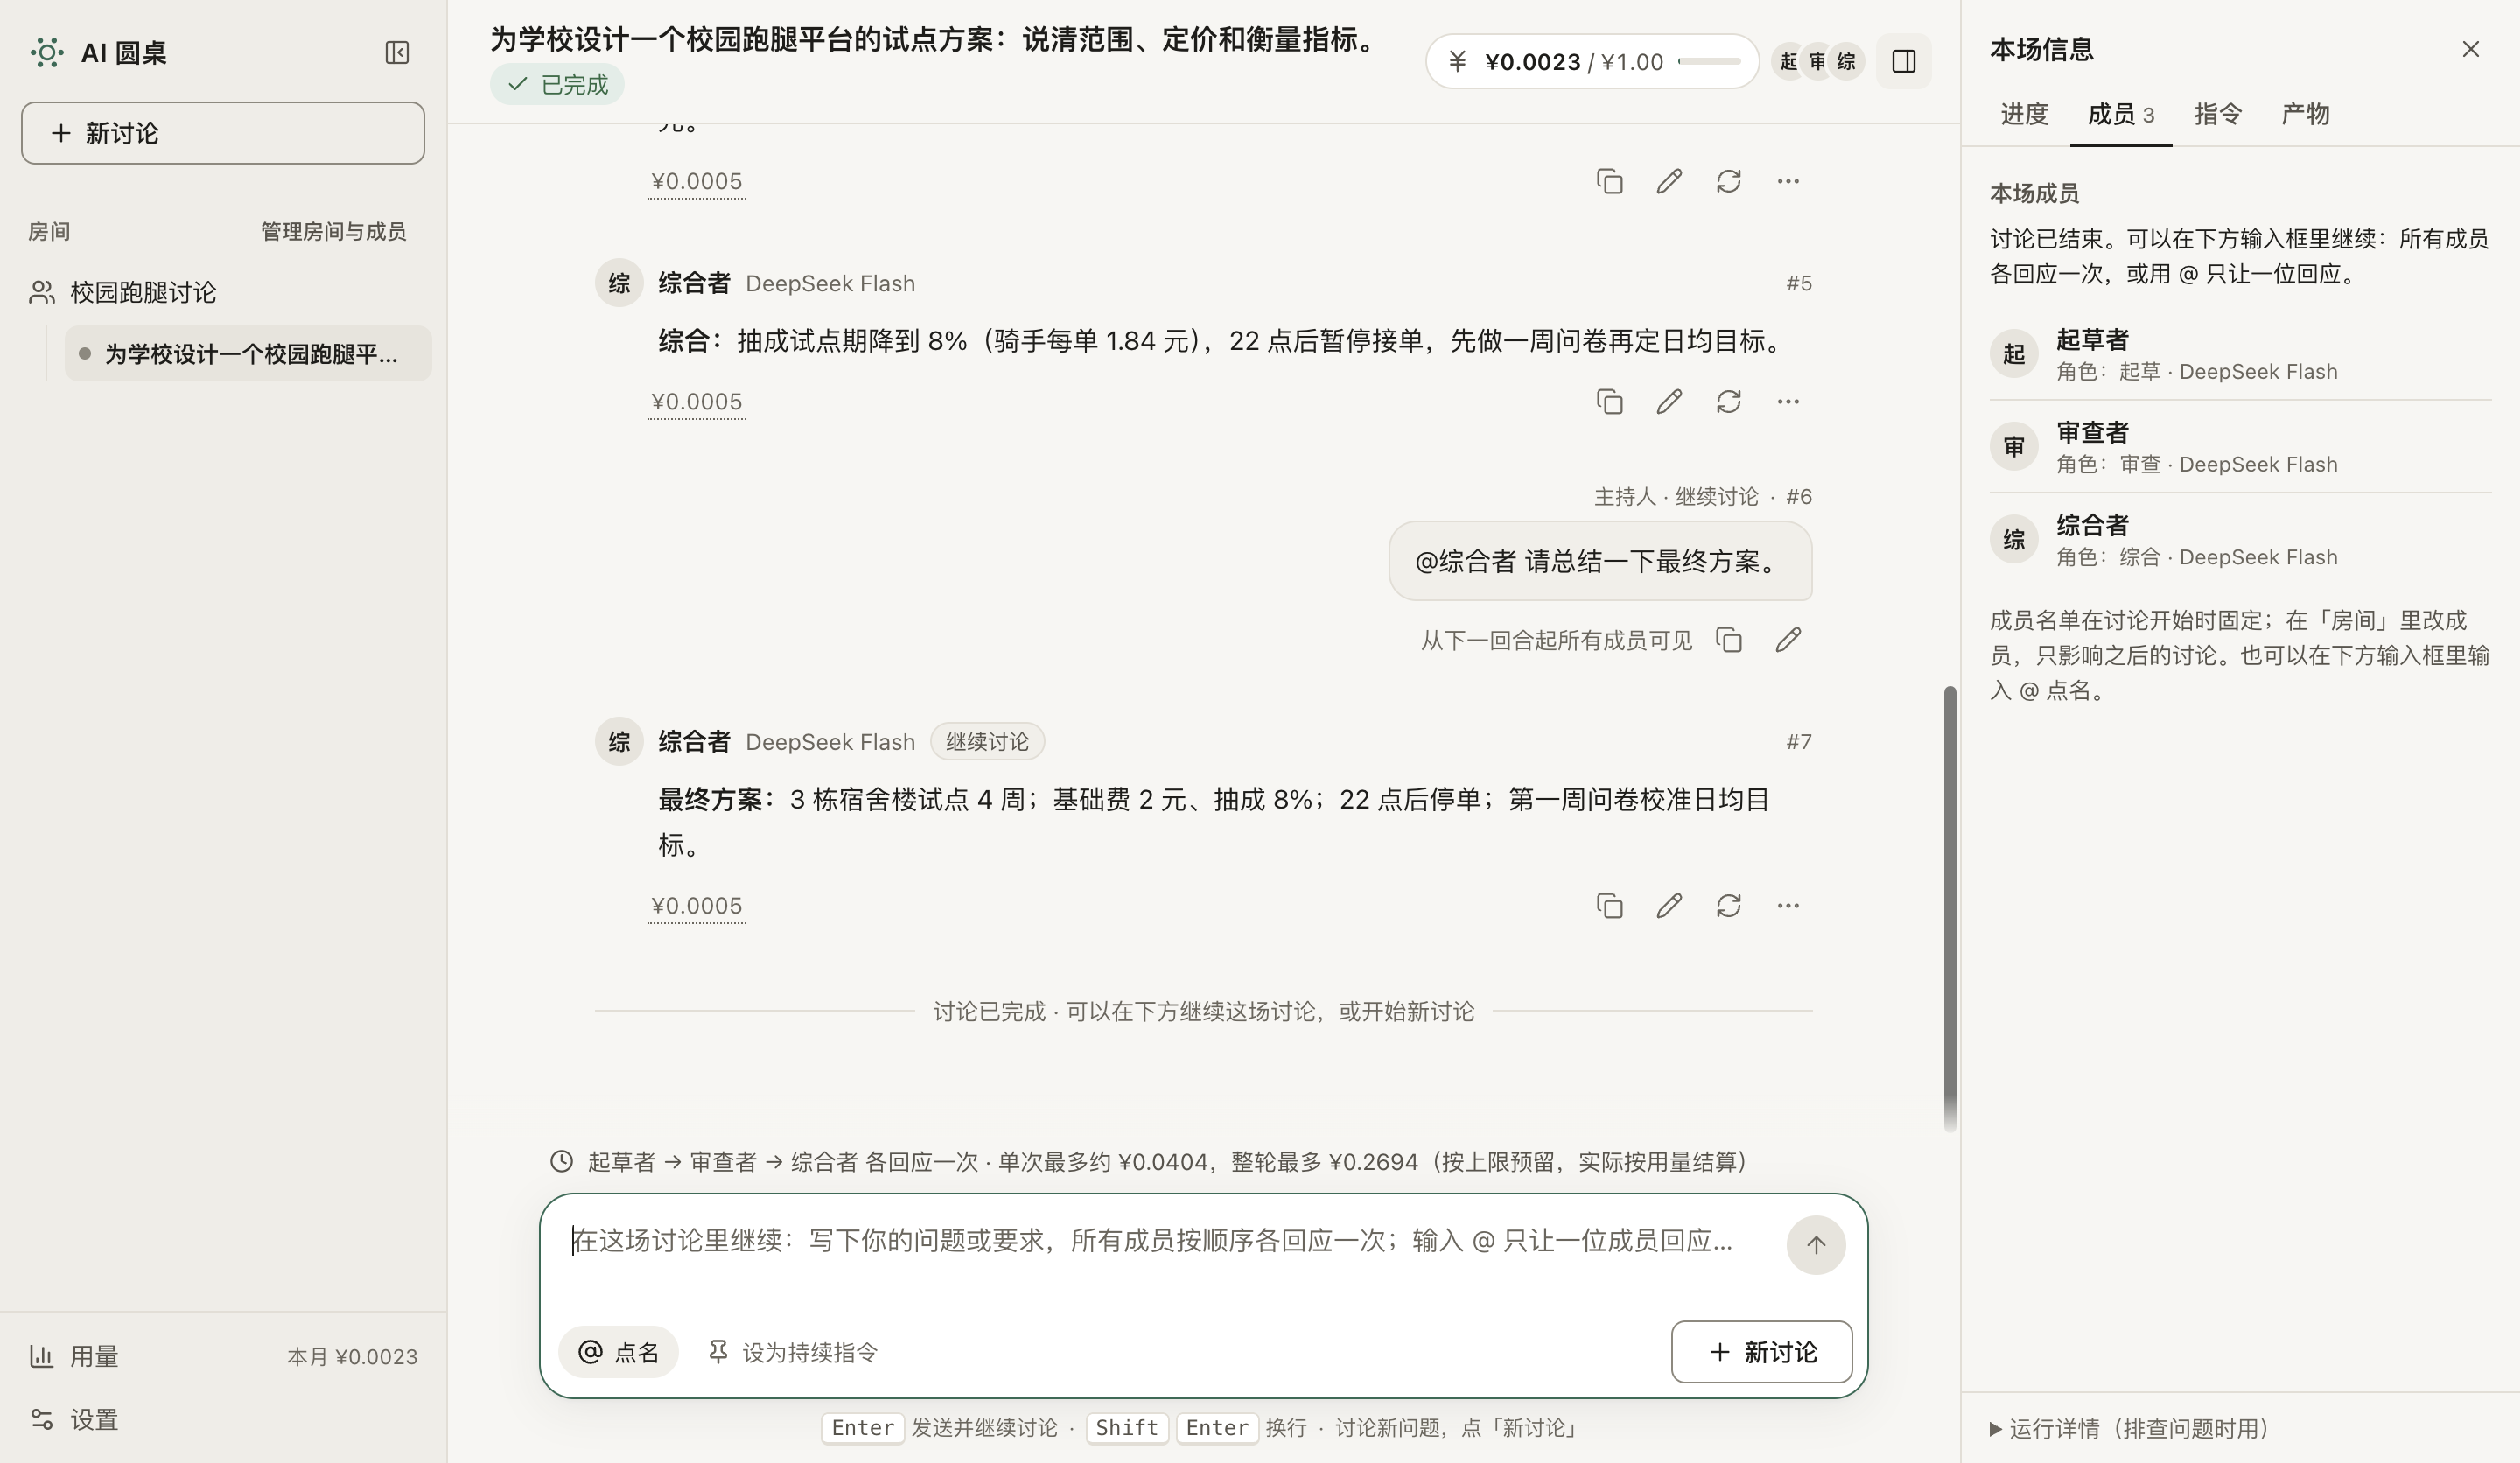 AI 圆桌
+ 新讨论
房间
管理房间与成员
校园跑腿讨论
为学校设计一个校园跑腿平...
用量
本月 ¥0.0023
设置
为学校设计一个校园跑腿平台的试点方案：说清范围、定价和衡量指标。
已完成
¥0.0023 / ¥1.00
起 审 综
元。
¥0.0005
综 综合者 DeepSeek Flash #5
综合：抽成试点期降到 8%（骑手每单 1.84 元），22 点后暂停接单，先做一周问卷再定日均目标。
¥0.0005
主持人 · 继续讨论 · #6
@综合者 请总结一下最终方案。
从下一回合起所有成员可见
综 综合者 DeepSeek Flash 继续讨论 #7
最终方案：3 栋宿舍楼试点 4 周；基础费 2 元、抽成 8%；22 点后停单；第一周问卷校准日均目
标。
¥0.0005
讨论已完成 · 可以在下方继续这场讨论，或开始新讨论
起草者 → 审查者 → 综合者 各回应一次 · 单次最多约 ¥0.0404，整轮最多 ¥0.2694（按上限预留，实际按用量结算）
在这场讨论里继续：写下你的问题或要求，所有成员按顺序各回应一次；输入 @ 只让一位成员回应...
@ 点名
设为持续指令
+ 新讨论
Enter 发送并继续讨论 · Shift Enter 换行 · 讨论新问题，点「新讨论」
本场信息
进度 成员 3 指令 产物
本场成员
讨论已结束。可以在下方输入框里继续：所有成员
各回应一次，或用 @ 只让一位回应。
起 起草者
角色：起草 · DeepSeek Flash
审 审查者
角色：审查 · DeepSeek Flash
综 综合者
角色：综合 · DeepSeek Flash
成员名单在讨论开始时固定；在「房间」里改成
员，只影响之后的讨论。也可以在下方输入框里输
入 @ 点名。
运行详情（排查问题时用）